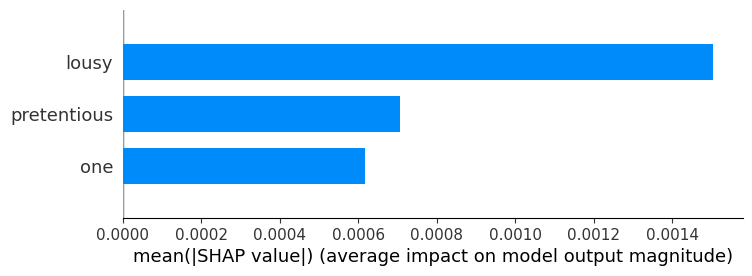 lousy
pretentious
one
0.0000 0.0002 0.0004 0.0006 0.0008 0.0010 0.0012 0.0014
mean(|SHAP value|) (average impact on model output magnitude)